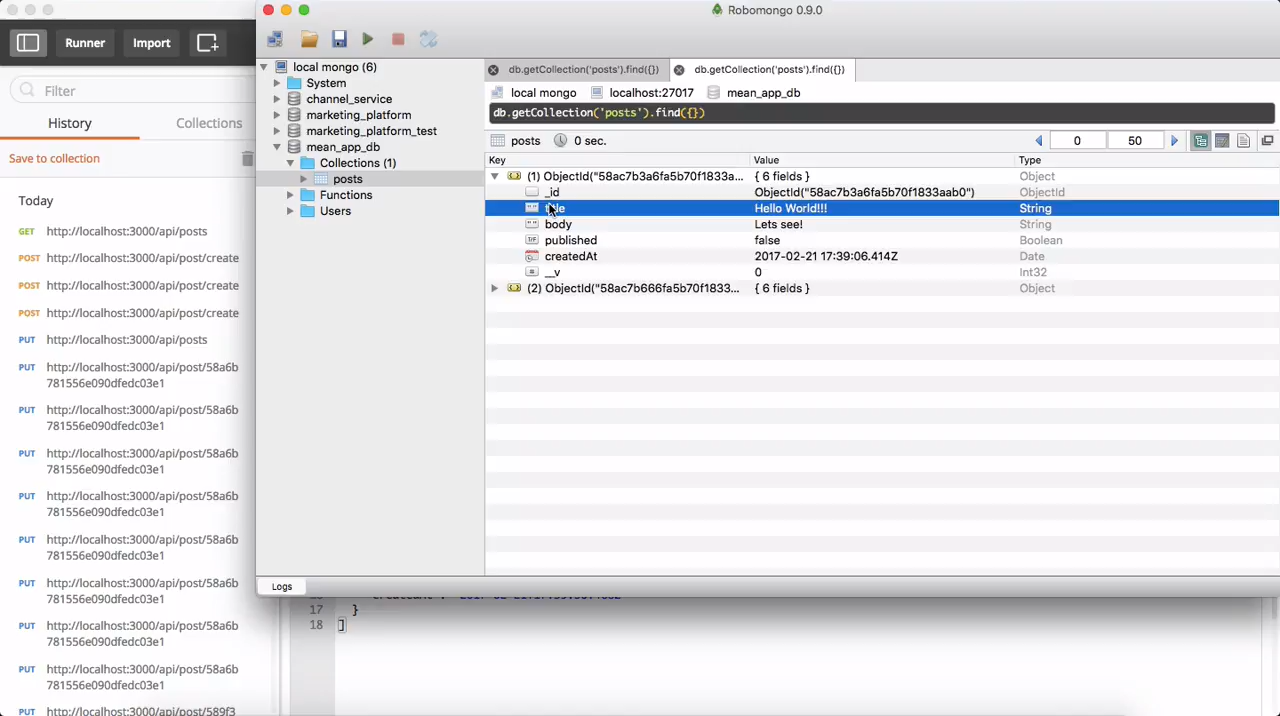 Robomongo 0.9.0
Runner
Import
Filter
History
Collections
Save to collection
Today
GET http://localhost:3000/api/posts
POST http://localhost:3000/api/post/create
POST http://localhost:3000/api/post/create
POST http://localhost:3000/api/post/create
PUT http://localhost:3000/api/posts
PUT http://localhost:3000/api/post/58a6b
781556e090dfedc03e1
PUT http://localhost:3000/api/post/58a6b
781556e090dfedc03e1
PUT http://localhost:3000/api/post/58a6b
781556e090dfedc03e1
PUT http://localhost:3000/api/post/58a6b
781556e090dfedc03e1
PUT http://localhost:3000/api/post/58a6b
781556e090dfedc03e1
PUT http://localhost:3000/api/post/58a6b
781556e090dfedc03e1
PUT http://localhost:3000/api/post/58a6b
781556e090dfedc03e1
PUT http://localhost:3000/api/post/58a6b
781556e090dfedc03e1
PUT http://localhost:3000/api/post/589f3
local mongo (6)
System
channel_service
marketing_platform
marketing_platform_test
mean_app_db
Collections (1)
posts
Functions
Users
db.getCollection('posts').find({})
db.getCollection('posts').find({})
local mongo localhost:27017 mean_app_db
db.getCollection('posts').find({})
posts 0 sec. 0 50
Key Value Type
(1) ObjectId("58ac7b3a6fa5b70f1833a... { 6 fields } Object
_id ObjectId("58ac7b3a6fa5b70f1833aab0") ObjectId
title Hello World!!! String
body Lets see! String
published false Boolean
createdAt 2017-02-21 17:39:06.414Z Date
__v 0 Int32
(2) ObjectId("58ac7b666fa5b70f1833... { 6 fields } Object
Logs
17 }
18 ]